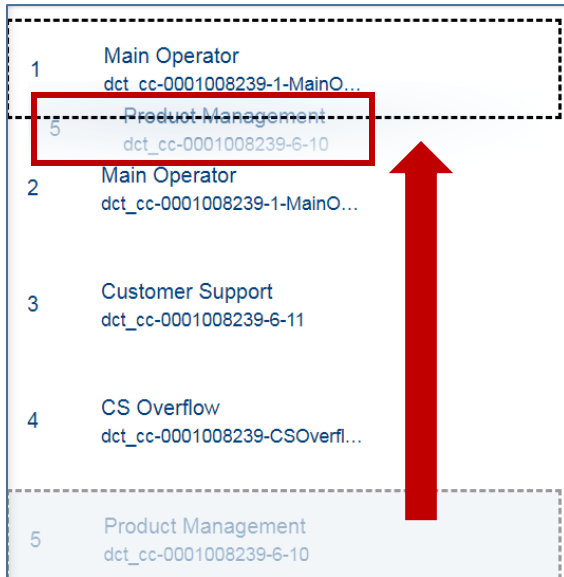 1
Main Operator
dct_cc-0001008239-1-MainO...
5
Product Management
dct_cc-0001008239-6-10
2
Main Operator
dct_cc-0001008239-1-MainO...
3
Customer Support
dct_cc-0001008239-6-11
4
CS Overflow
dct_cc-0001008239-CSOverfl...
5
Product Management
dct_cc-0001008239-6-10